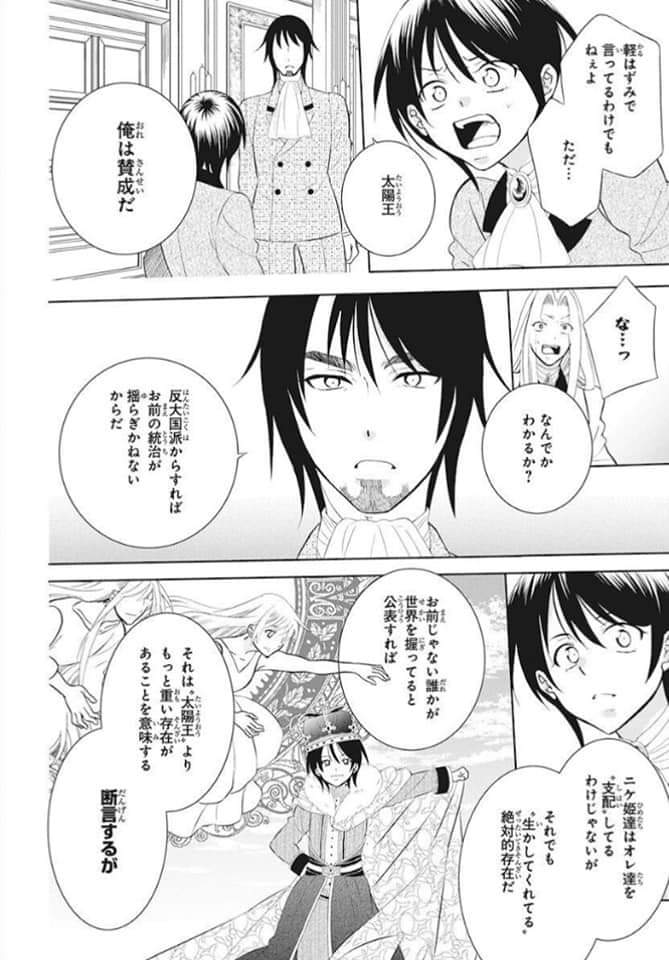 軽はずみで
言ってるわけでも
ねぇよ
ただ…
太陽王
俺は賛成だ
な…っ
なんでか
わかるか？
反大国派からすれば
お前の統治が
揺らぎかねない
からだ
ニケ姫達はオレ達を
〝支配〟してる
わけじゃないが
それでも
〝生かしてくれてる〟
絶対的存在だ
お前じゃない誰かが
世界を握ってると
公表すれば
それは〝太陽王〟より
もっと重い存在が
あることを意味する
断言するが